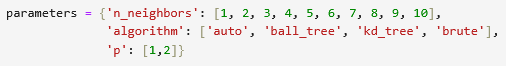 parameters = {'n_neighbors': [1, 2, 3, 4, 5, 6, 7, 8, 9, 10],
              'algorithm': ['auto', 'ball_tree', 'kd_tree', 'brute'],
              'p': [1,2]}